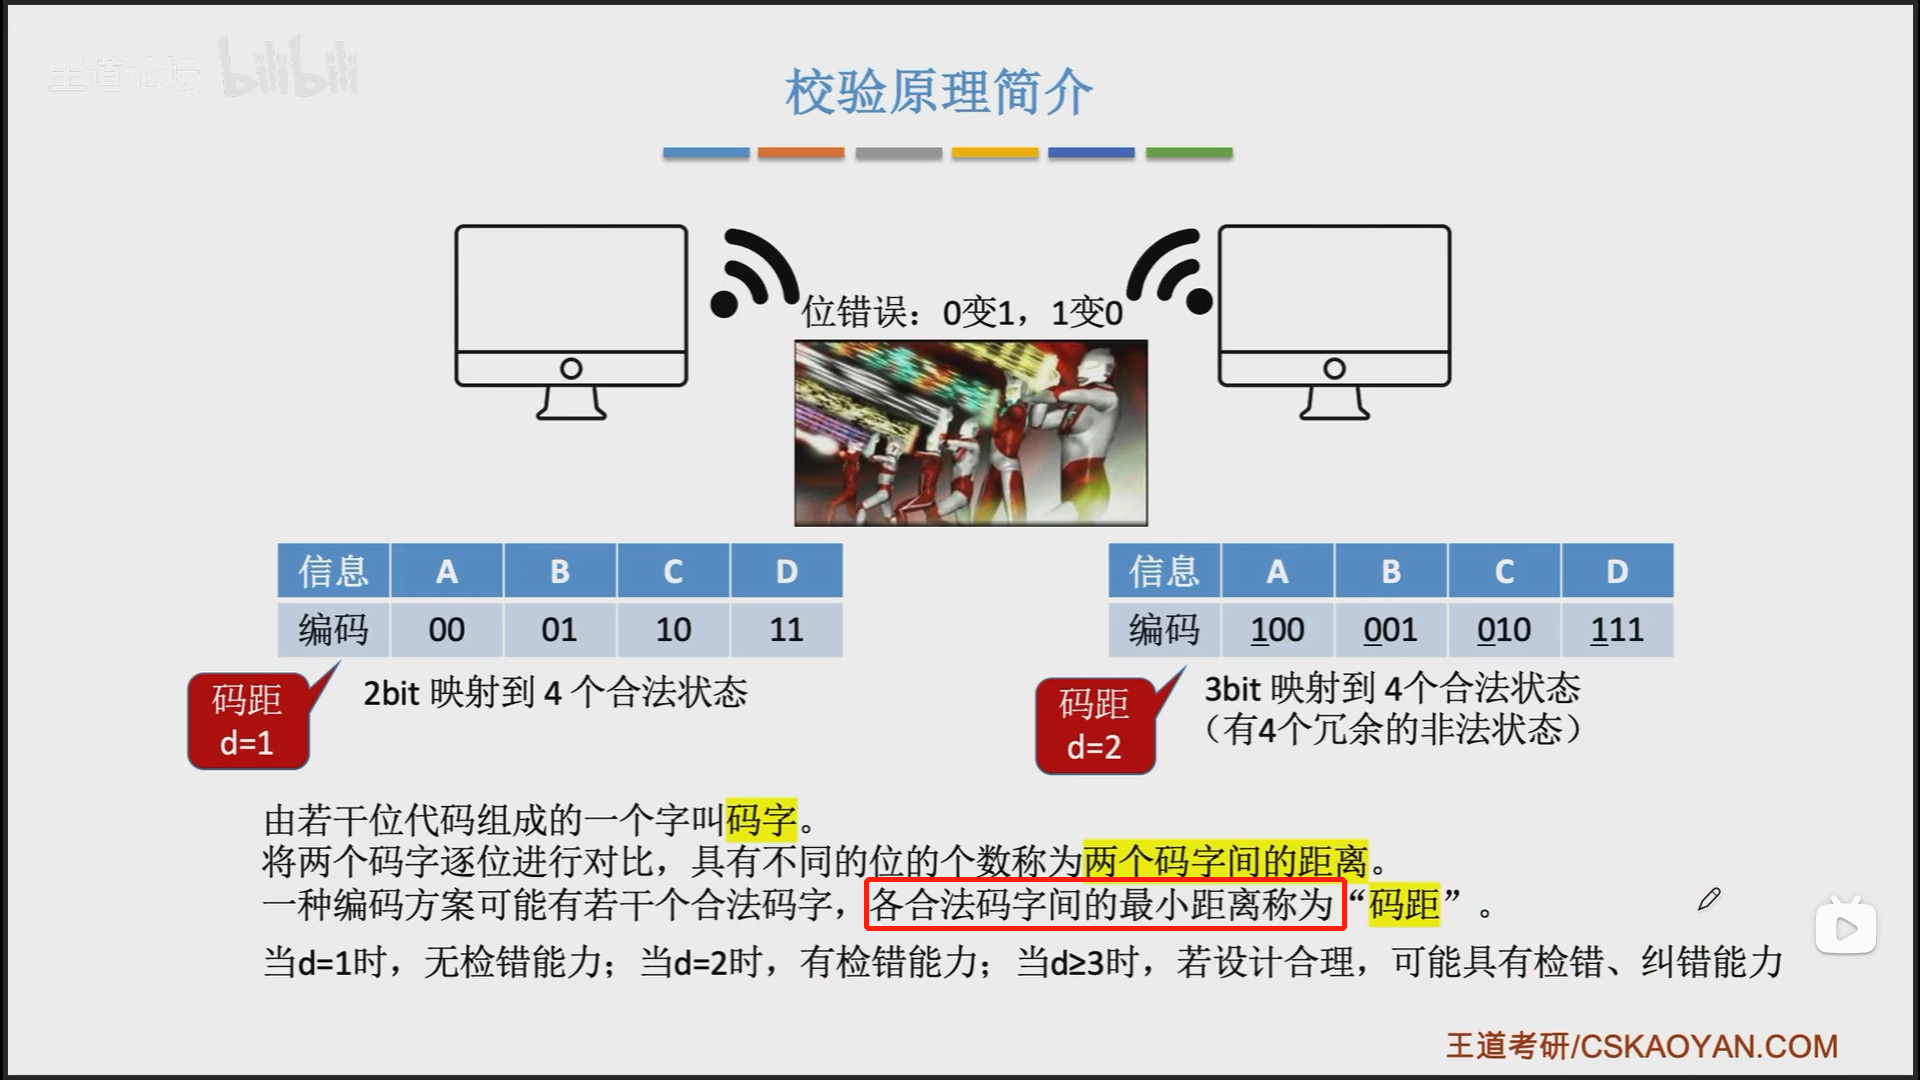 王道论坛 bilibili
校验原理简介
位错误：0变1，1变0
信息 A B C D
编码 00 01 10 11
信息 A B C D
编码 100 001 010 111
码距
d=1
2bit 映射到 4 个合法状态
码距
d=2
3bit 映射到 4个合法状态
（有4个冗余的非法状态）
由若干位代码组成的一个字叫码字。
将两个码字逐位进行对比，具有不同的位的个数称为两个码字间的距离。
一种编码方案可能有若干个合法码字，各合法码字间的最小距离称为“码距”。
当d=1时，无检错能力；当d=2时，有检错能力；当d≥3时，若设计合理，可能具有检错、纠错能力
王道考研/CSKAOYAN.COM